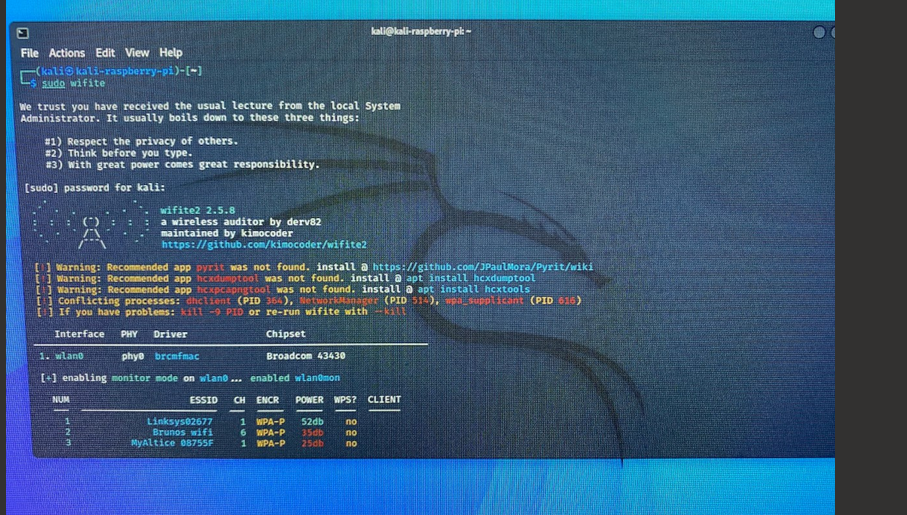 kali@kali-raspberry-pi: ~
File Actions Edit View Help
┌──(kali㉿kali-raspberry-pi)-[~]
└─$ sudo wifite
We trust you have received the usual lecture from the local System
Administrator. It usually boils down to these three things:
#1) Respect the privacy of others.
#2) Think before you type.
#3) With great power comes great responsibility.
[sudo] password for kali:
wifite2 2.5.8
a wireless auditor by derv82
maintained by kimocoder
https://github.com/kimocoder/wifite2
[!] Warning: Recommended app pyrit was not found. install @ https://github.com/JPaulMora/Pyrit/wiki
[!] Warning: Recommended app hcxdumptool was not found. install @ apt install hcxdumptool
[!] Warning: Recommended app hcxpcapngtool was not found. install @ apt install hcxtools
[!] Conflicting processes: dhclient (PID 364), NetworkManager (PID 514), wpa_supplicant (PID 616)
[!] If you have problems: kill -9 PID or re-run wifite with --kill
Interface PHY Driver Chipset
1. wlan0 phy0 brcmfmac Broadcom 43430
[+] enabling monitor mode on wlan0... enabled wlan0mon
NUM ESSID CH ENCR POWER WPS? CLIENT
1 Linksys02677 1 WPA-P 52db no
2 Brunos wifi 6 WPA-P 35db no
3 MyAltice 08755F 1 WPA-P 25db no